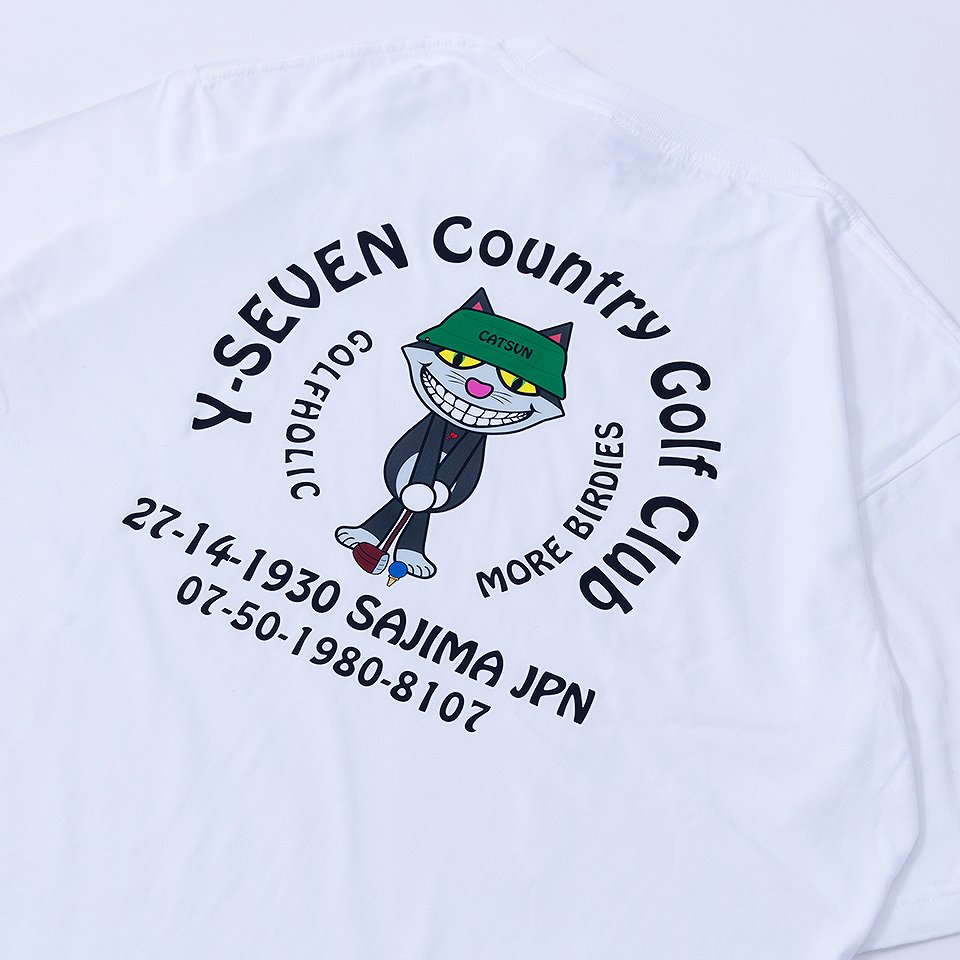 Y-SEVEN Country Golf Club
GOLFHOLIC
CATSUN
MORE BIRDIES
27-14-1930 SAJIMA JPN
07-50-1980-8107